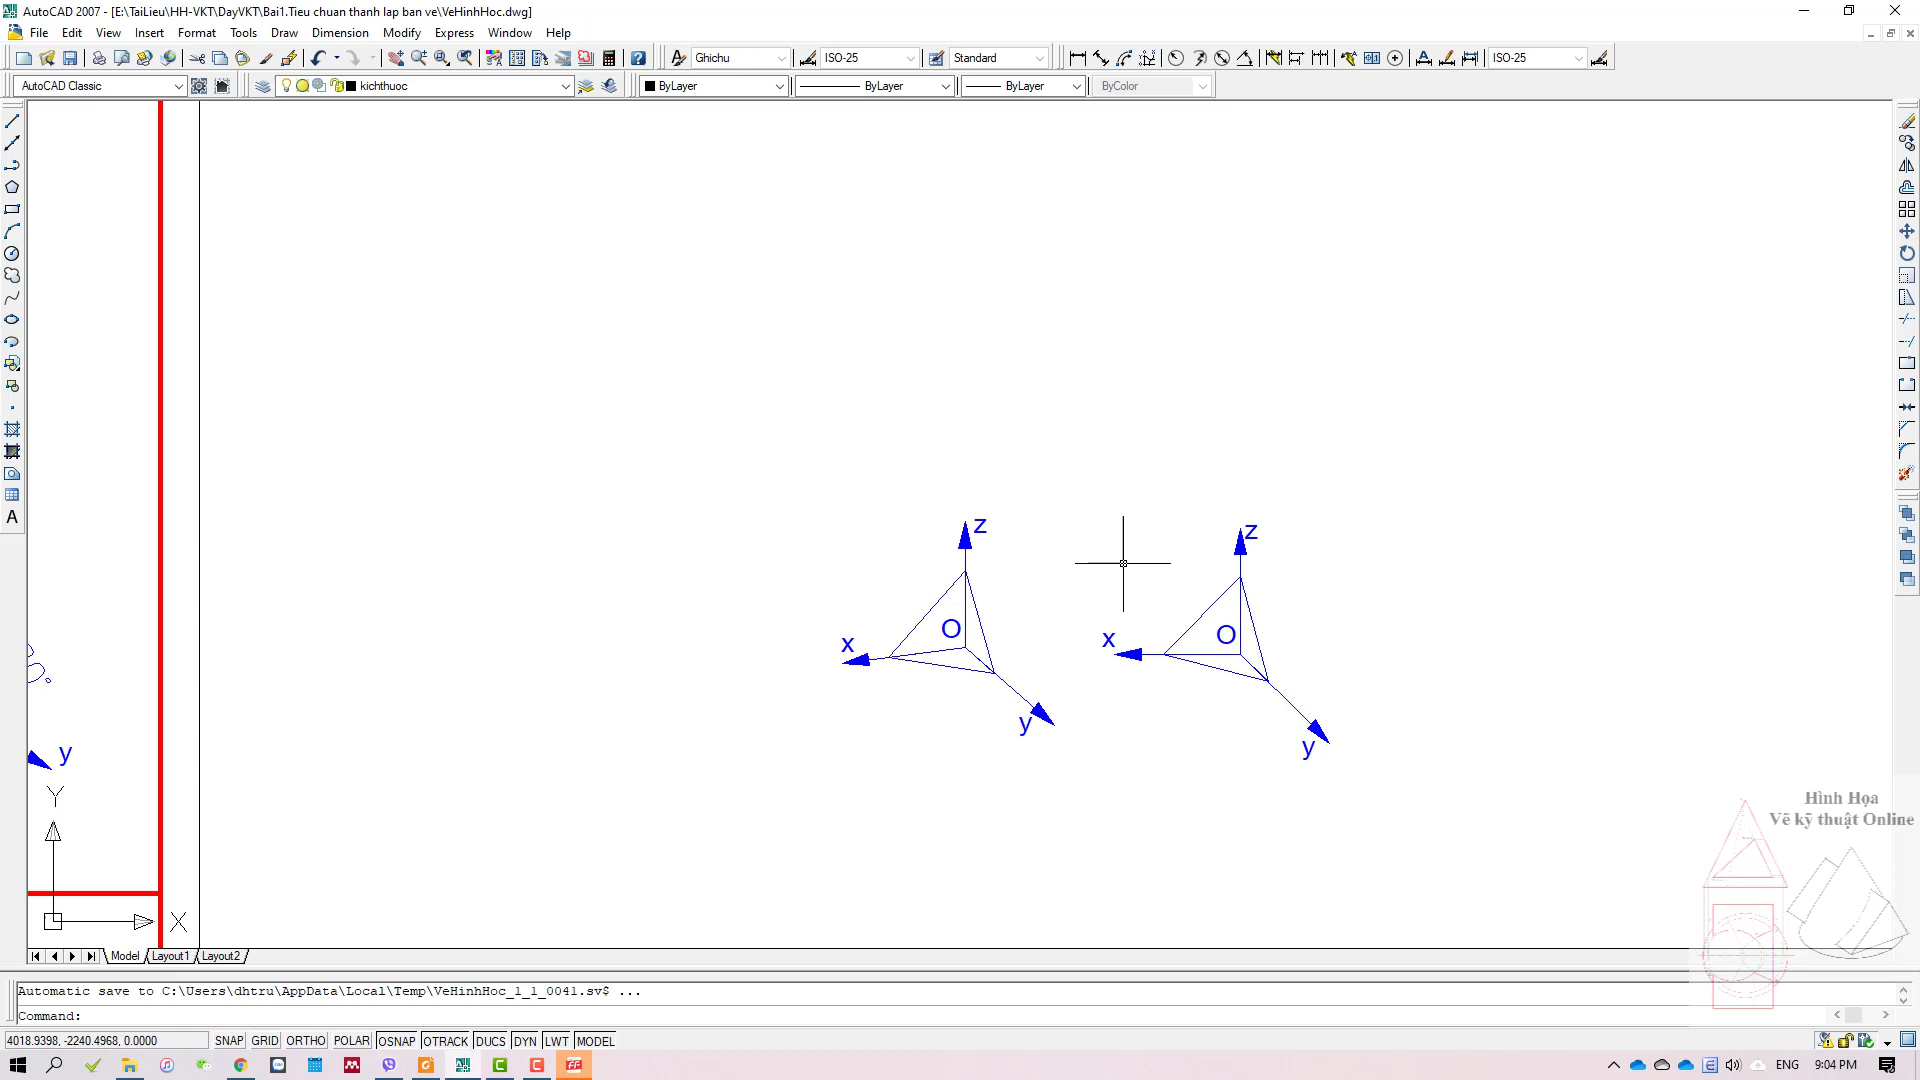 AutoCAD 2007 - [E:\TaiLieu\HH-VKT\DayVKT\Bai1.Tieu chuan thanh lap ban ve\VeHinhHoc.dwg]
File Edit View Insert Format Tools Draw Dimension Modify Express Window Help
Ghichu ISO-25 Standard ISO-25
AutoCAD Classic kichthuoc ByLayer ByLayer ByLayer ByColor
A
z z
O O
x x
y y
y
Y
X
Hình Họa
Vẽ kỹ thuật Online
Model Layout1 Layout2
Automatic save to C:\Users\dhtru\AppData\Local\Temp\VeHinhHoc_1_1_0041.sv$ ...
Command:
4018.9398, -2240.4968, 0.0000 SNAP GRID ORTHO POLAR OSNAP OTRACK DUCS DYN LWT MODEL
ENG 9:04 PM